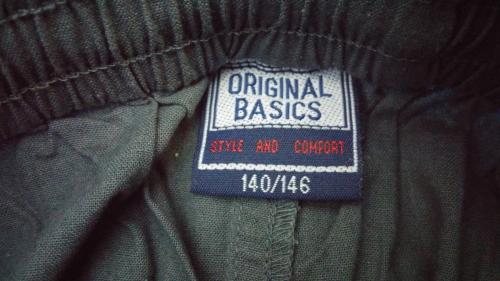 ORIGINAL
BASICS
STYLE AND COMFORT
140/146